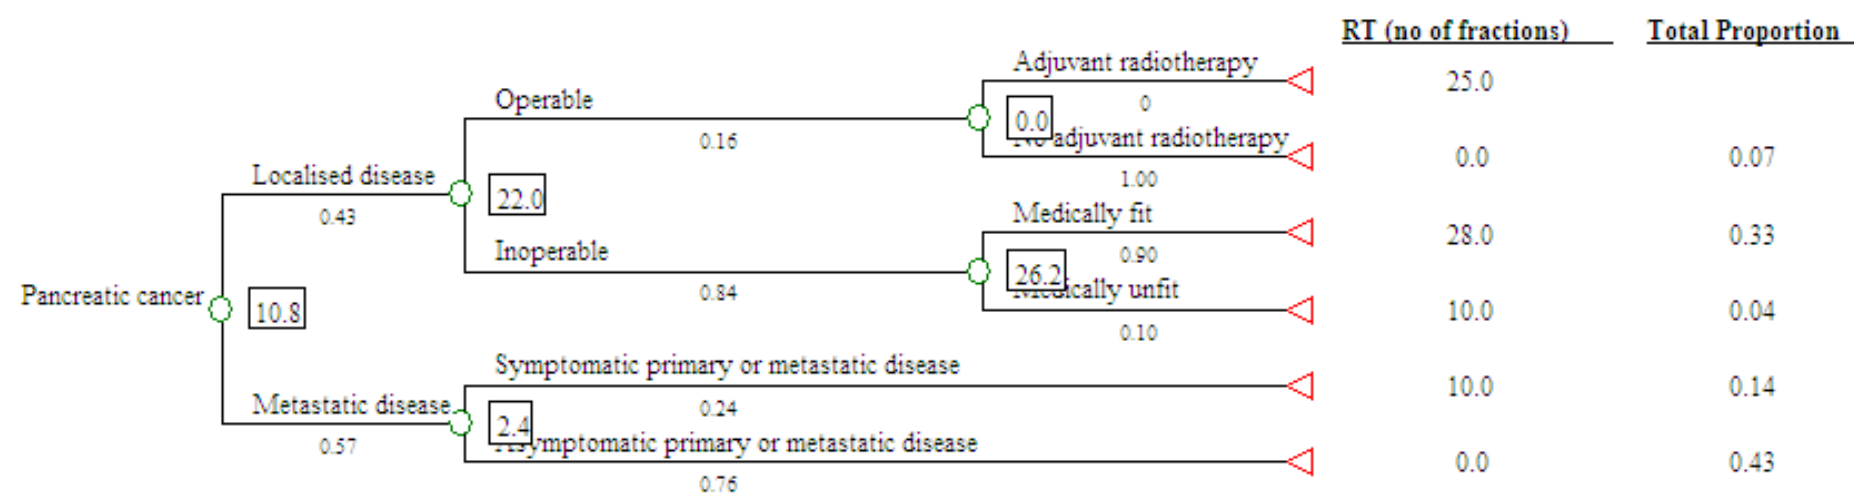 RT (no of fractions) Total Proportion
Adjuvant radiotherapy
25.0
Operable
0
0.0
0.16
adjuvant radiotherapy
0.0
0.07
Localised disease
1.00
22.0
0.43
Medically fit
28.0
0.33
Inoperable
0.90
26.2
0.84
Medically unfit
Pancreatic cancer
10.8
10.0
0.04
0.10
Symptomatic primary or metastatic disease
10.0
0.14
Metastatic disease
0.24
2.4
0.57
Asymptomatic primary or metastatic disease
0.0
0.43
0.76